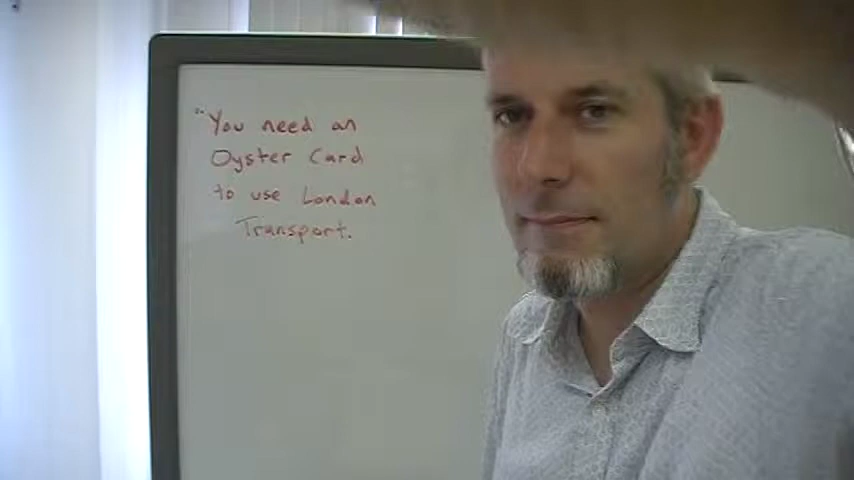 "You need an
Oyster Card
to use London
Transport.